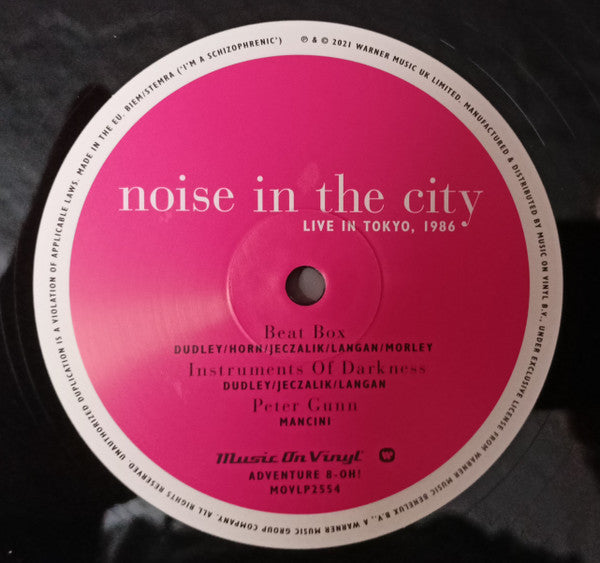 noise in the city
LIVE IN TOKYO, 1986
Beat Box
DUDLEY/HORN/JECZALIK/LANGAN/MORLEY
Instruments Of Darkness
DUDLEY/JECZALIK/LANGAN
Peter Gunn
MANCINI
Music On Vinyl W
ADVENTURE 8-OH!
MOVLP2554
℗ & © 2021 WARNER MUSIC UK LIMITED. MANUFACTURED & DISTRIBUTED BY MUSIC ON VINYL B.V., UNDER EXCLUSIVE LICENSE FROM WARNER MUSIC BENELUX B.V., A WARNER MUSIC GROUP COMPANY. ALL RIGHTS RESERVED. UNAUTHORIZED DUPLICATION IS A VIOLATION OF APPLICABLE LAWS. MADE IN THE EU. BIEM/STEMRA ('I'M A SCHIZOPHRENIC')